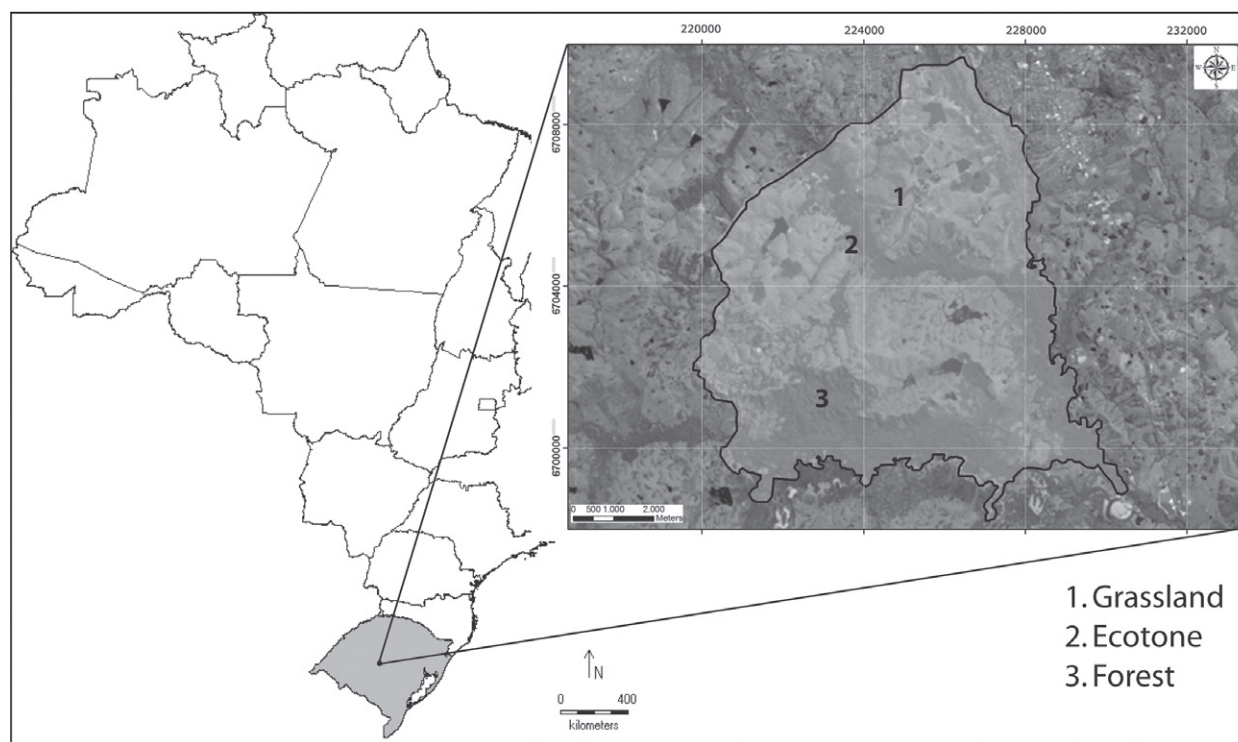 220000 224000 228000 232000
N
W E
S
6708000
6704000
6700000
1
2
3
0 500 1.000 2.000
Meters
N
0 400
kilometers
1. Grassland
2. Ecotone
3. Forest